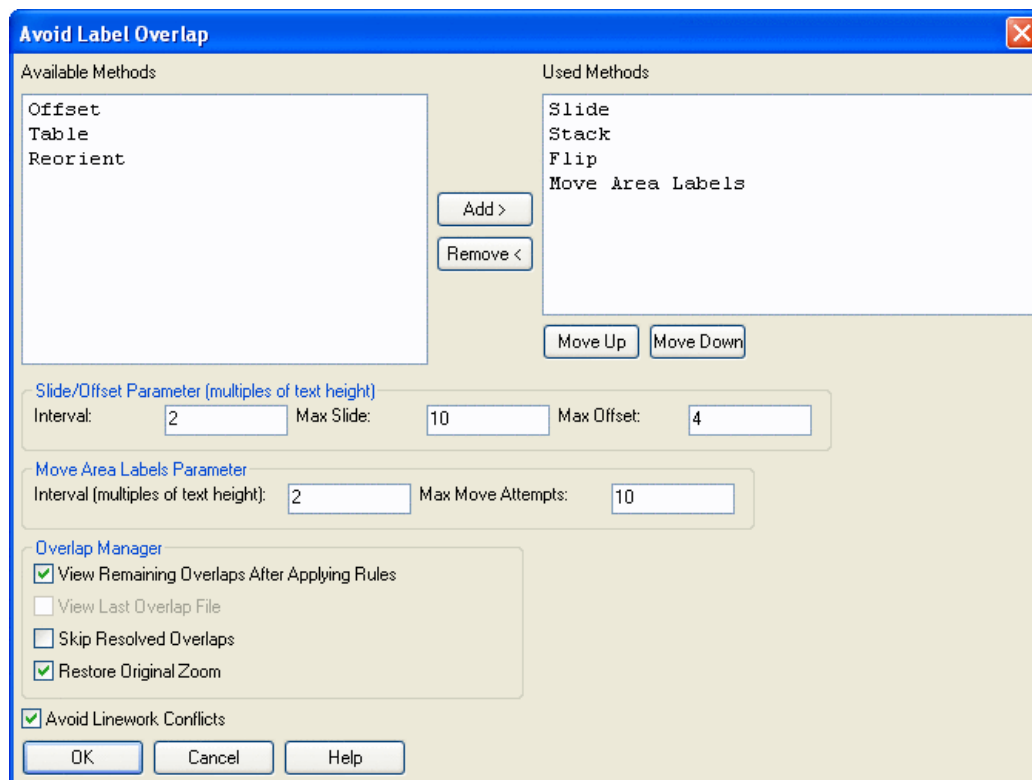 Avoid Label Overlap
Available Methods
Used Methods
Offset
Table
Reorient
Slide
Stack
Flip
Move Area Labels
Add >
Remove <
Move Up
Move Down
Slide/Offset Parameter (multiples of text height)
Interval: 2 Max Slide: 10 Max Offset: 4
Move Area Labels Parameter
Interval (multiples of text height): 2 Max Move Attempts: 10
Overlap Manager
View Remaining Overlaps After Applying Rules
View Last Overlap File
Skip Resolved Overlaps
Restore Original Zoom
Avoid Linework Conflicts
OK Cancel Help